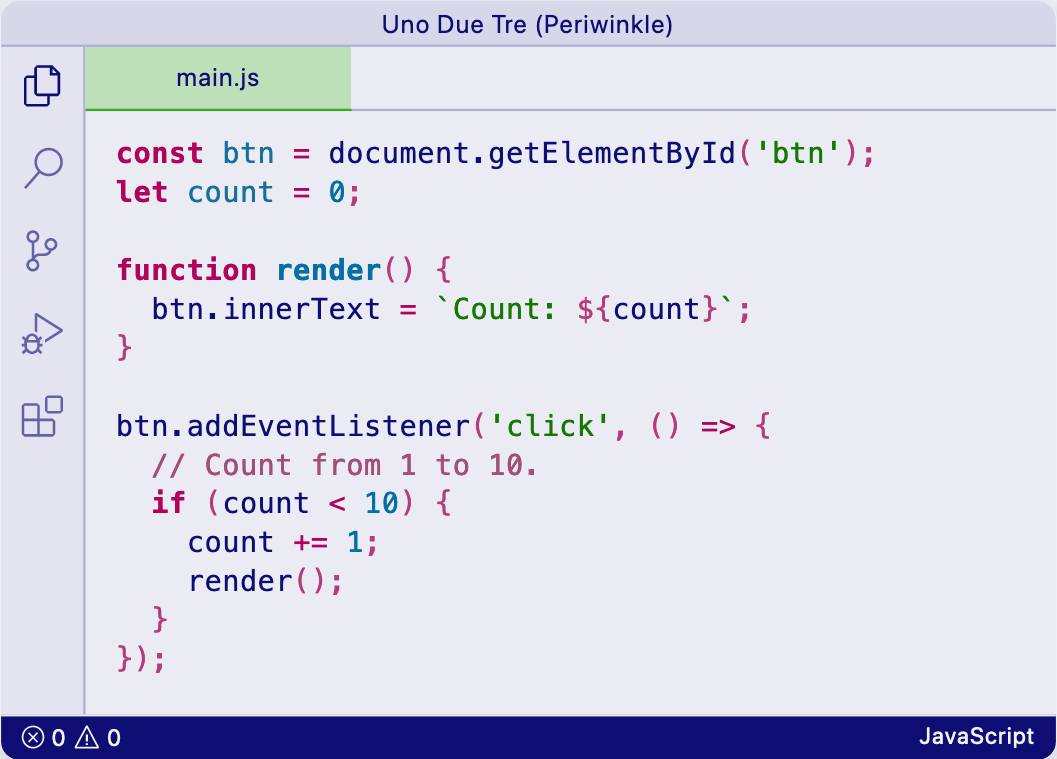 Uno Due Tre (Periwinkle)
main.js
const btn = document.getElementById('btn');
let count = 0;
function render() {
  btn.innerText = `Count: ${count}`;
}
btn.addEventListener('click', () => {
  // Count from 1 to 10.
  if (count < 10) {
    count += 1;
    render();
  }
});
0 0 JavaScript